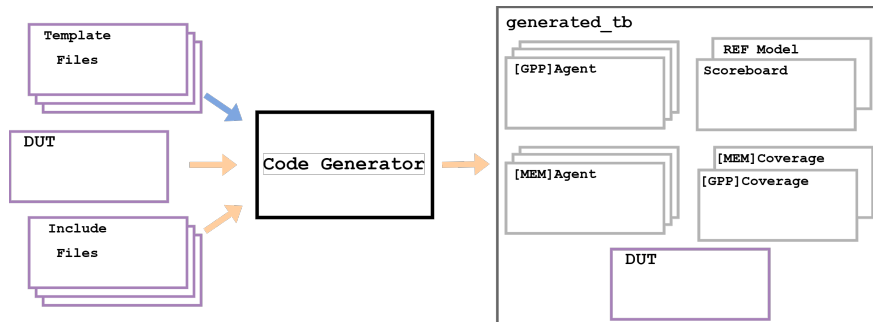 Template
Files
DUT
Include
Files
Code Generator
generated_tb
[GPP]Agent
REF Model
Scoreboard
[MEM]Agent
[MEM]Coverage
[GPP]Coverage
DUT